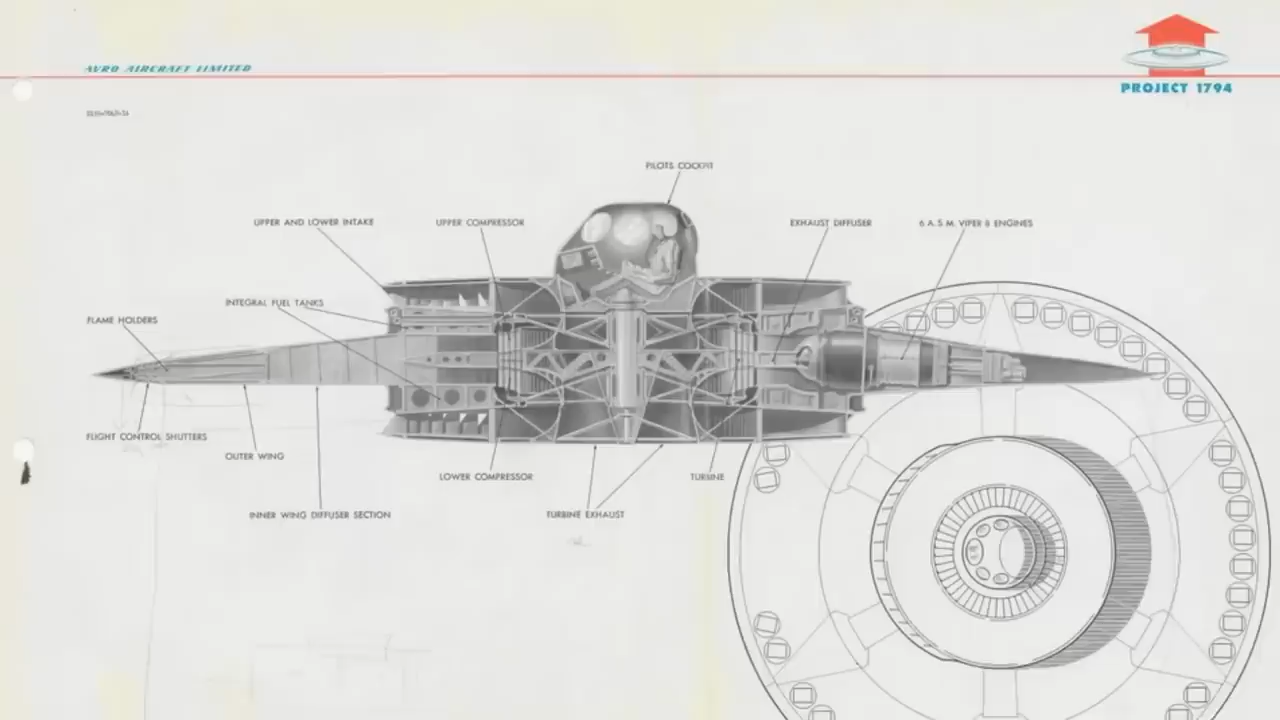 AVRO AIRCRAFT LIMITED
PROJECT 1794
PILOTS COCKPIT
UPPER AND LOWER INTAKE
UPPER COMPRESSOR
EXHAUST DIFFUSER
6 A.S.M. VIPER 8 ENGINES
INTEGRAL FUEL TANKS
FLAME HOLDERS
FLIGHT CONTROL SHUTTERS
OUTER WING
LOWER COMPRESSOR
TURBINE
INNER WING DIFFUSER SECTION
TURBINE EXHAUST